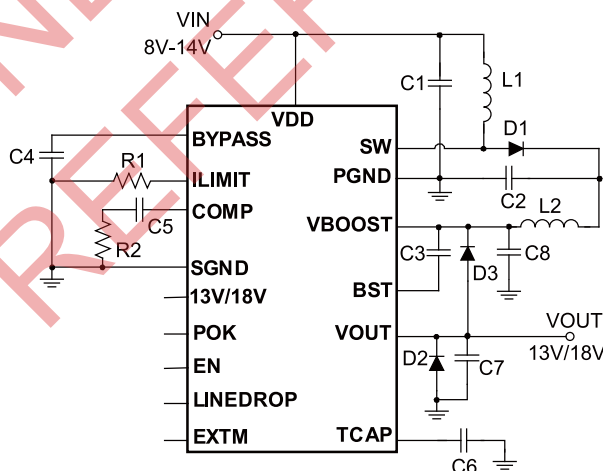 VIN
8V-14V
C1
L1
VDD
BYPASS
C4
R1
SW
D1
ILIMIT
PGND
C2
COMP
C5
R2
VBOOST
L2
C3
D3
C8
SGND
13V/18V
BST
POK
VOUT
VOUT
13V/18V
EN
D2
C7
LINEDROP
EXTM
TCAP
C6
REFE